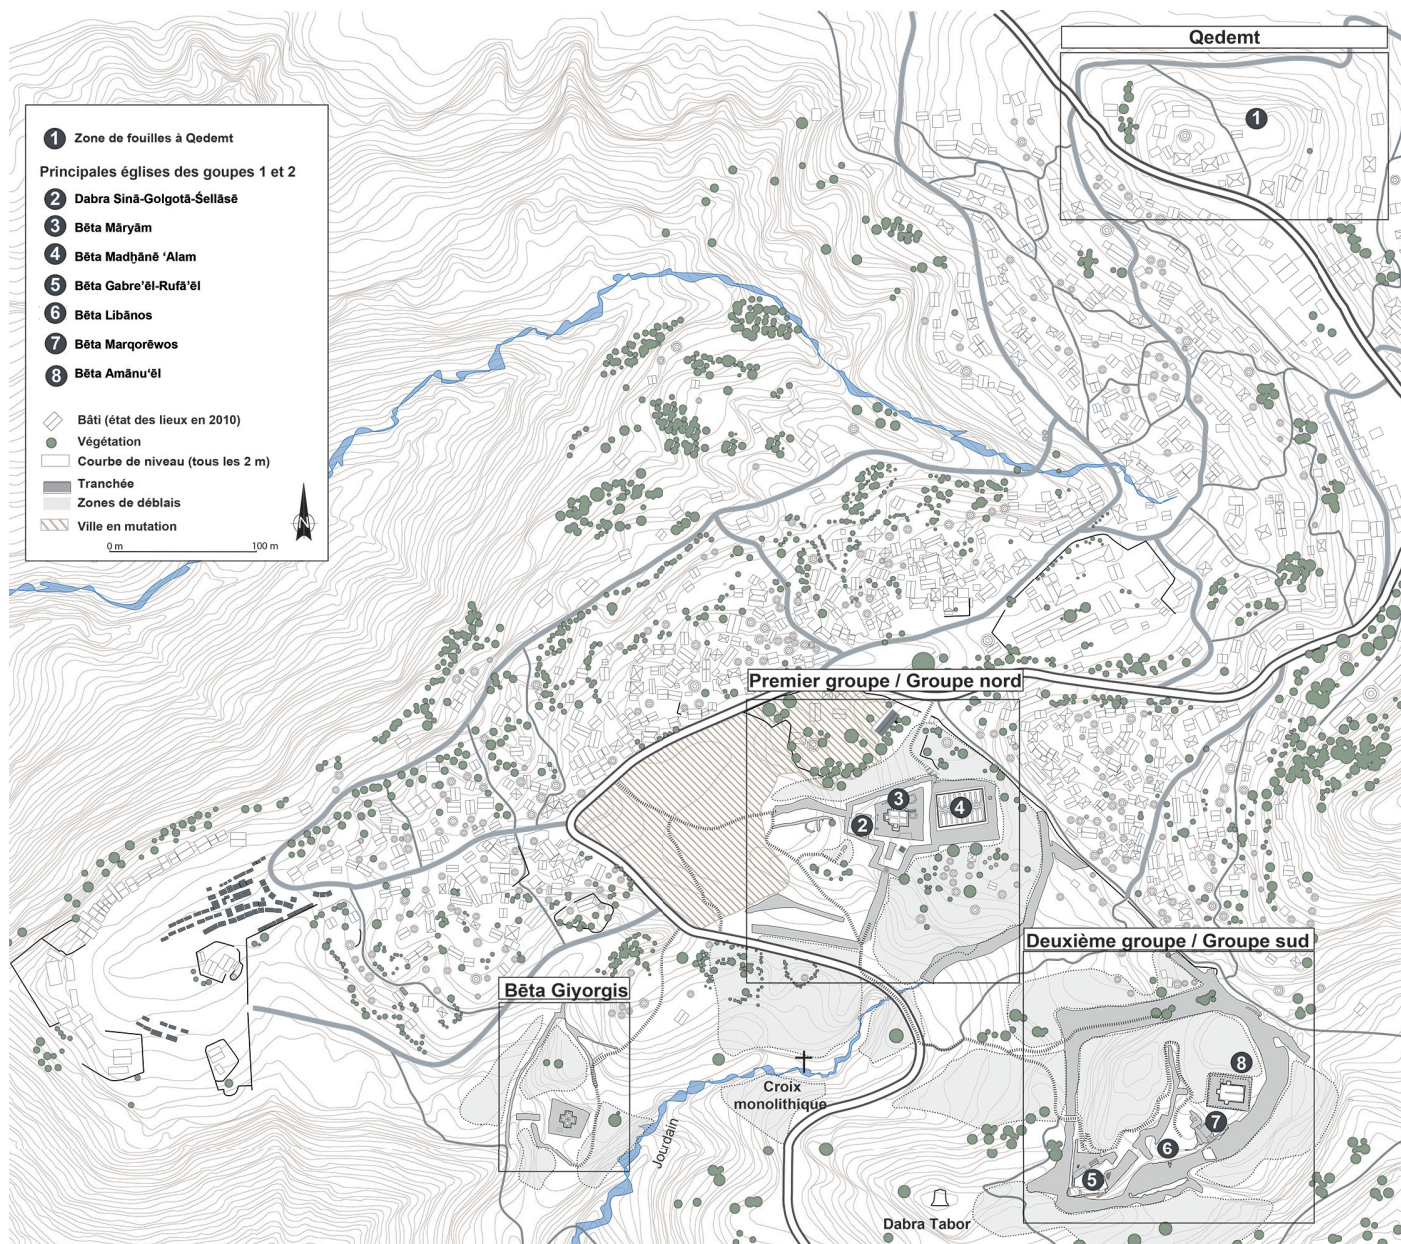 Qedemt
1
1 Zone de fouilles à Qedemt
Principales églises des goupes 1 et 2
2 Dabra Sinā-Golgotā-Śellāsē
3 Bēta Māryām
4 Bēta Madḫānē ‘Alam
5 Bēta Gabre’ēl-Rufā’ēl
6 Bēta Libānos
7 Bēta Marqorēwos
8 Bēta Amānu‘ēl
Bâti (état des lieux en 2010)
Végétation
Courbe de niveau (tous les 2 m)
Tranchée
Zones de déblais
Ville en mutation
N
0 m 100 m
Premier groupe / Groupe nord
3
4
2
Deuxième groupe / Groupe sud
Bēta Giyorgis
8
Croix
monolithique
7
Jourdain
6
5
Dabra Tabor